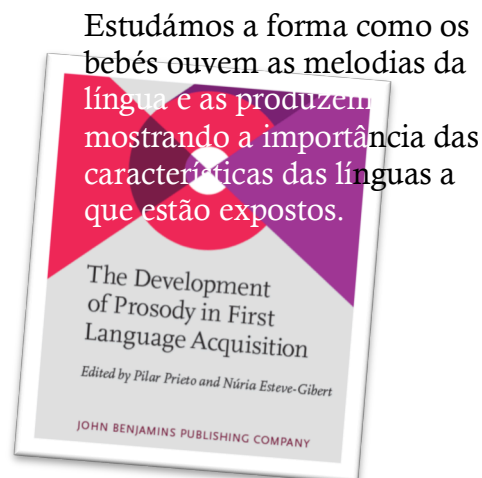 Estudámos a forma como os
bebés ouvem as melodias da
língua e as produzem
mostrando a importância das
características das línguas a
que estão expostos.
The Development
of Prosody in First
Language Acquisition
Edited by Pilar Prieto and Núria Esteve-Gibert
JOHN BENJAMINS PUBLISHING COMPANY